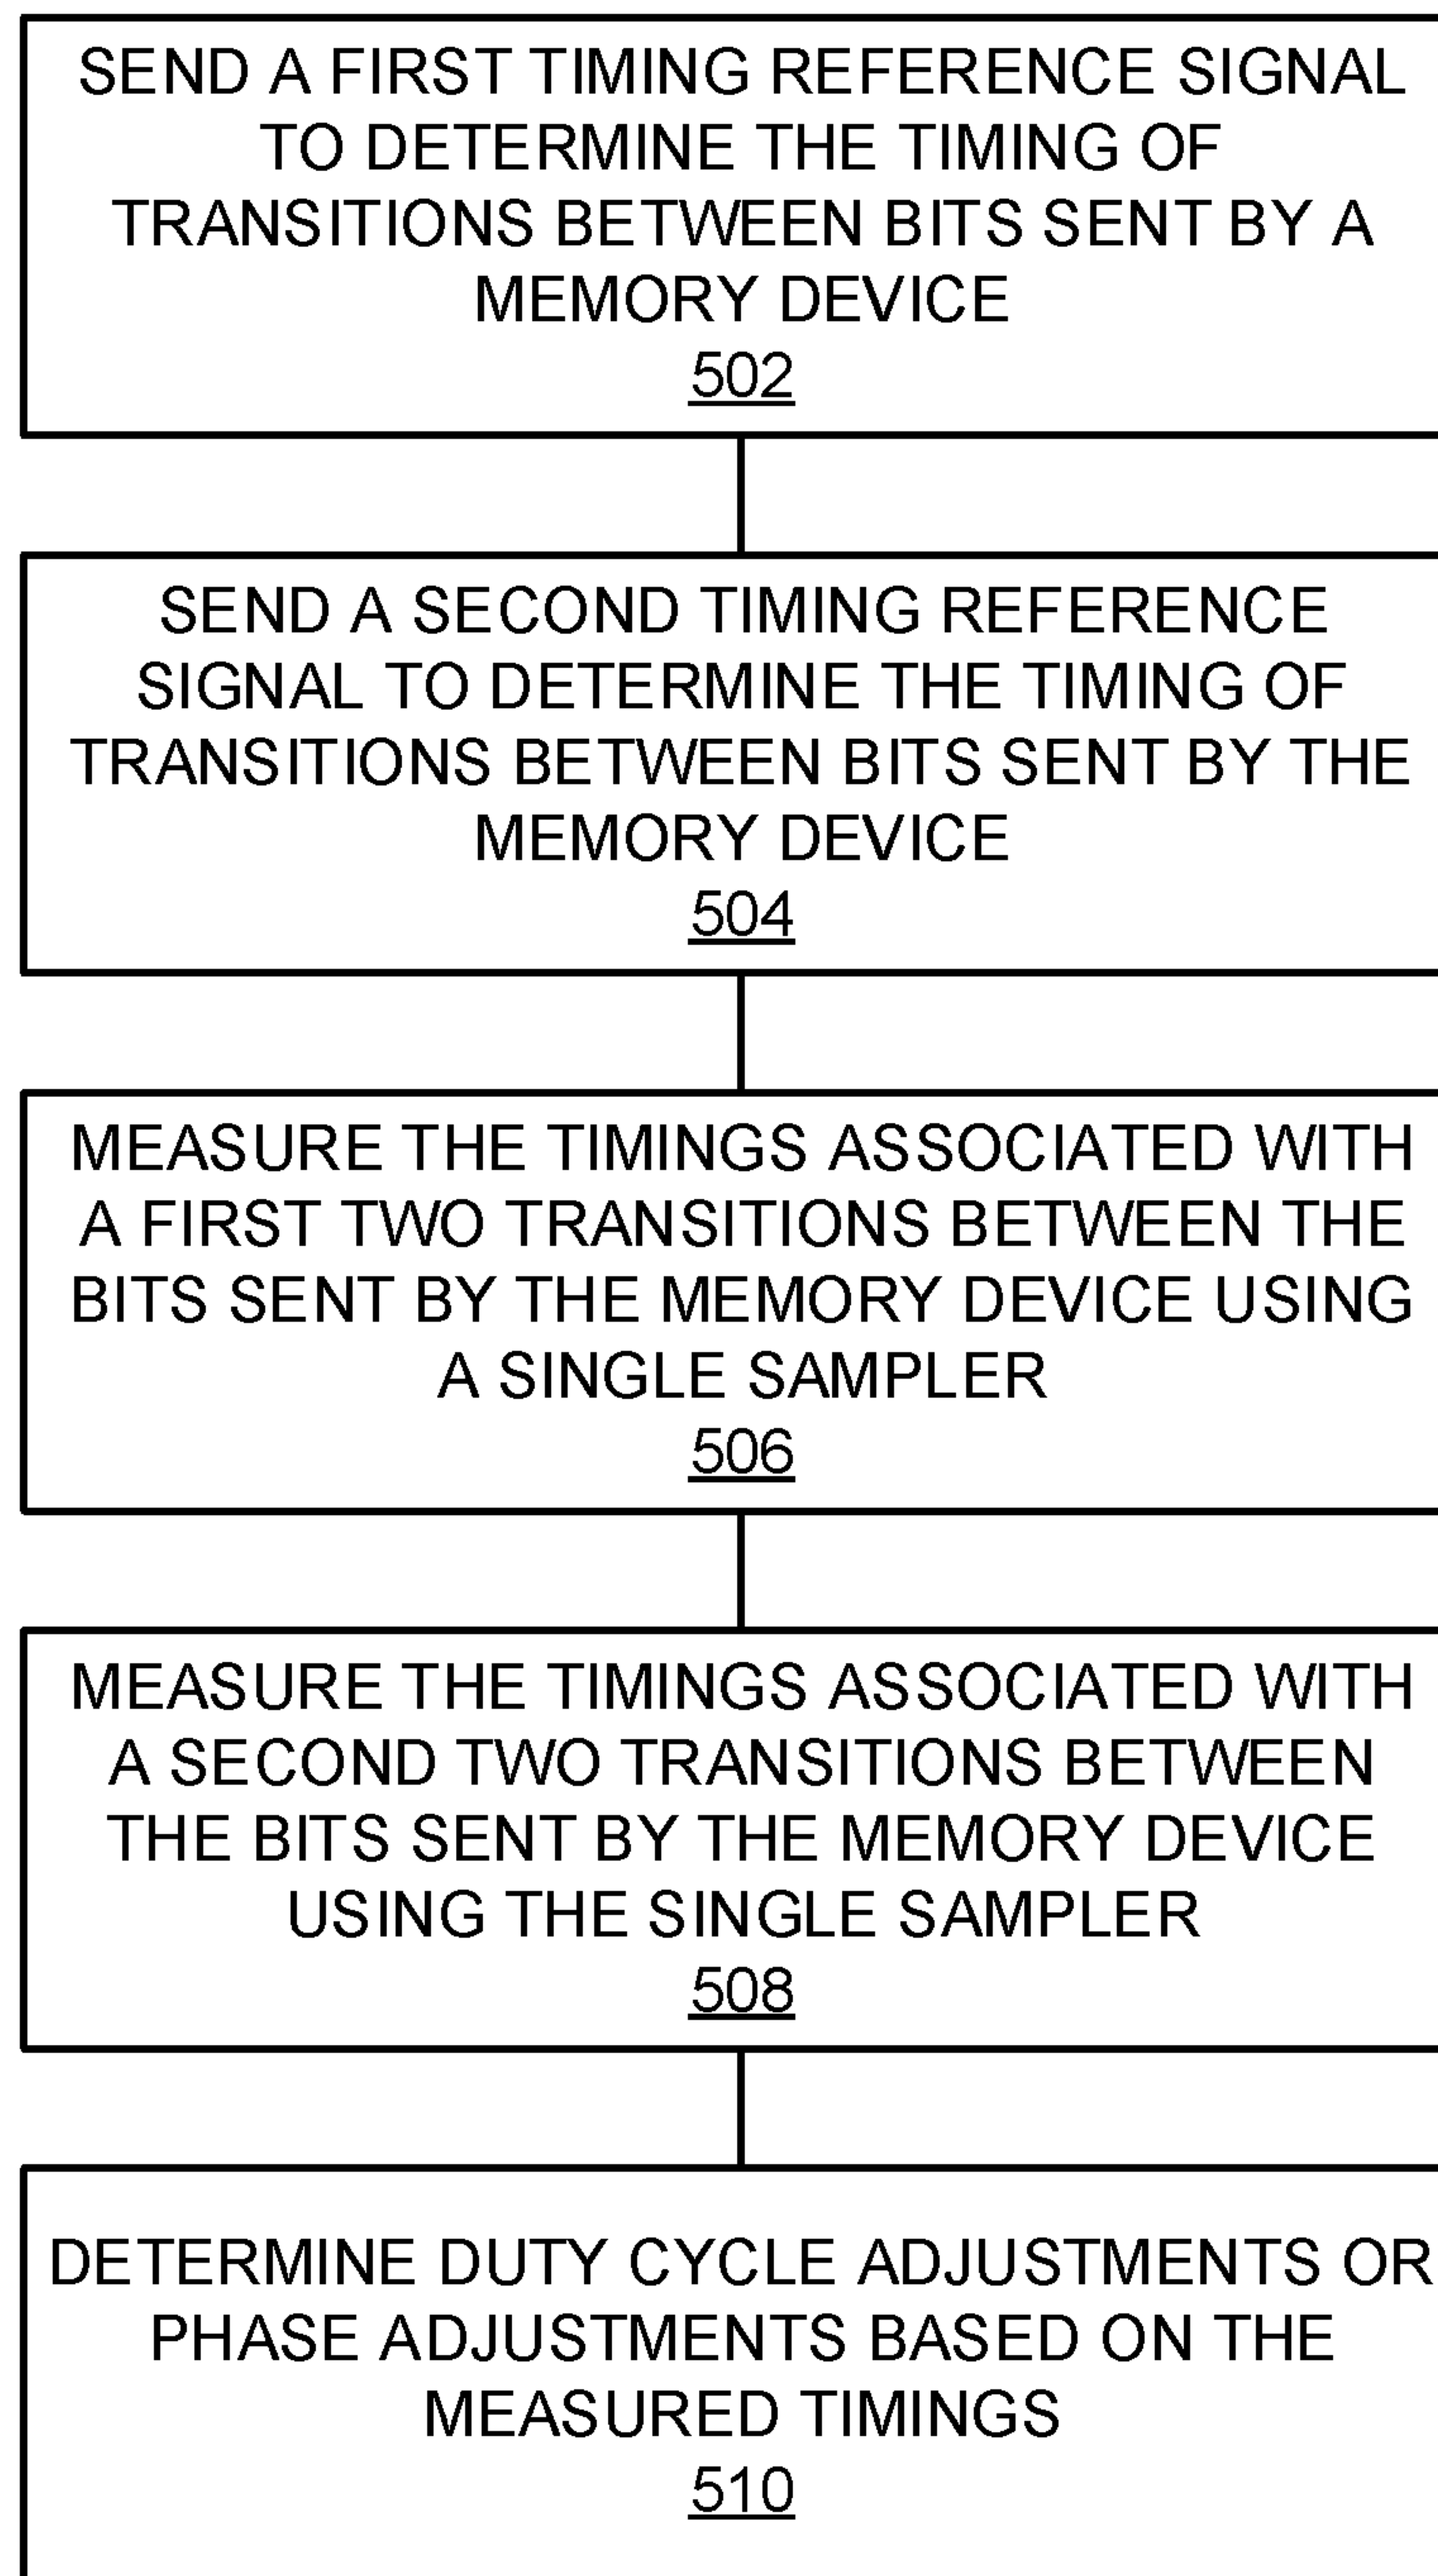 SEND A FIRST TIMING REFERENCE SIGNAL
TO DETERMINE THE TIMING OF
TRANSITIONS BETWEEN BITS SENT BY A
MEMORY DEVICE
502
SEND A SECOND TIMING REFERENCE
SIGNAL TO DETERMINE THE TIMING OF
TRANSITIONS BETWEEN BITS SENT BY THE
MEMORY DEVICE
504
MEASURE THE TIMINGS ASSOCIATED WITH
A FIRST TWO TRANSITIONS BETWEEN THE
BITS SENT BY THE MEMORY DEVICE USING
A SINGLE SAMPLER
506
MEASURE THE TIMINGS ASSOCIATED WITH
A SECOND TWO TRANSITIONS BETWEEN
THE BITS SENT BY THE MEMORY DEVICE
USING THE SINGLE SAMPLER
508
DETERMINE DUTY CYCLE ADJUSTMENTS OR
PHASE ADJUSTMENTS BASED ON THE
MEASURED TIMINGS
510